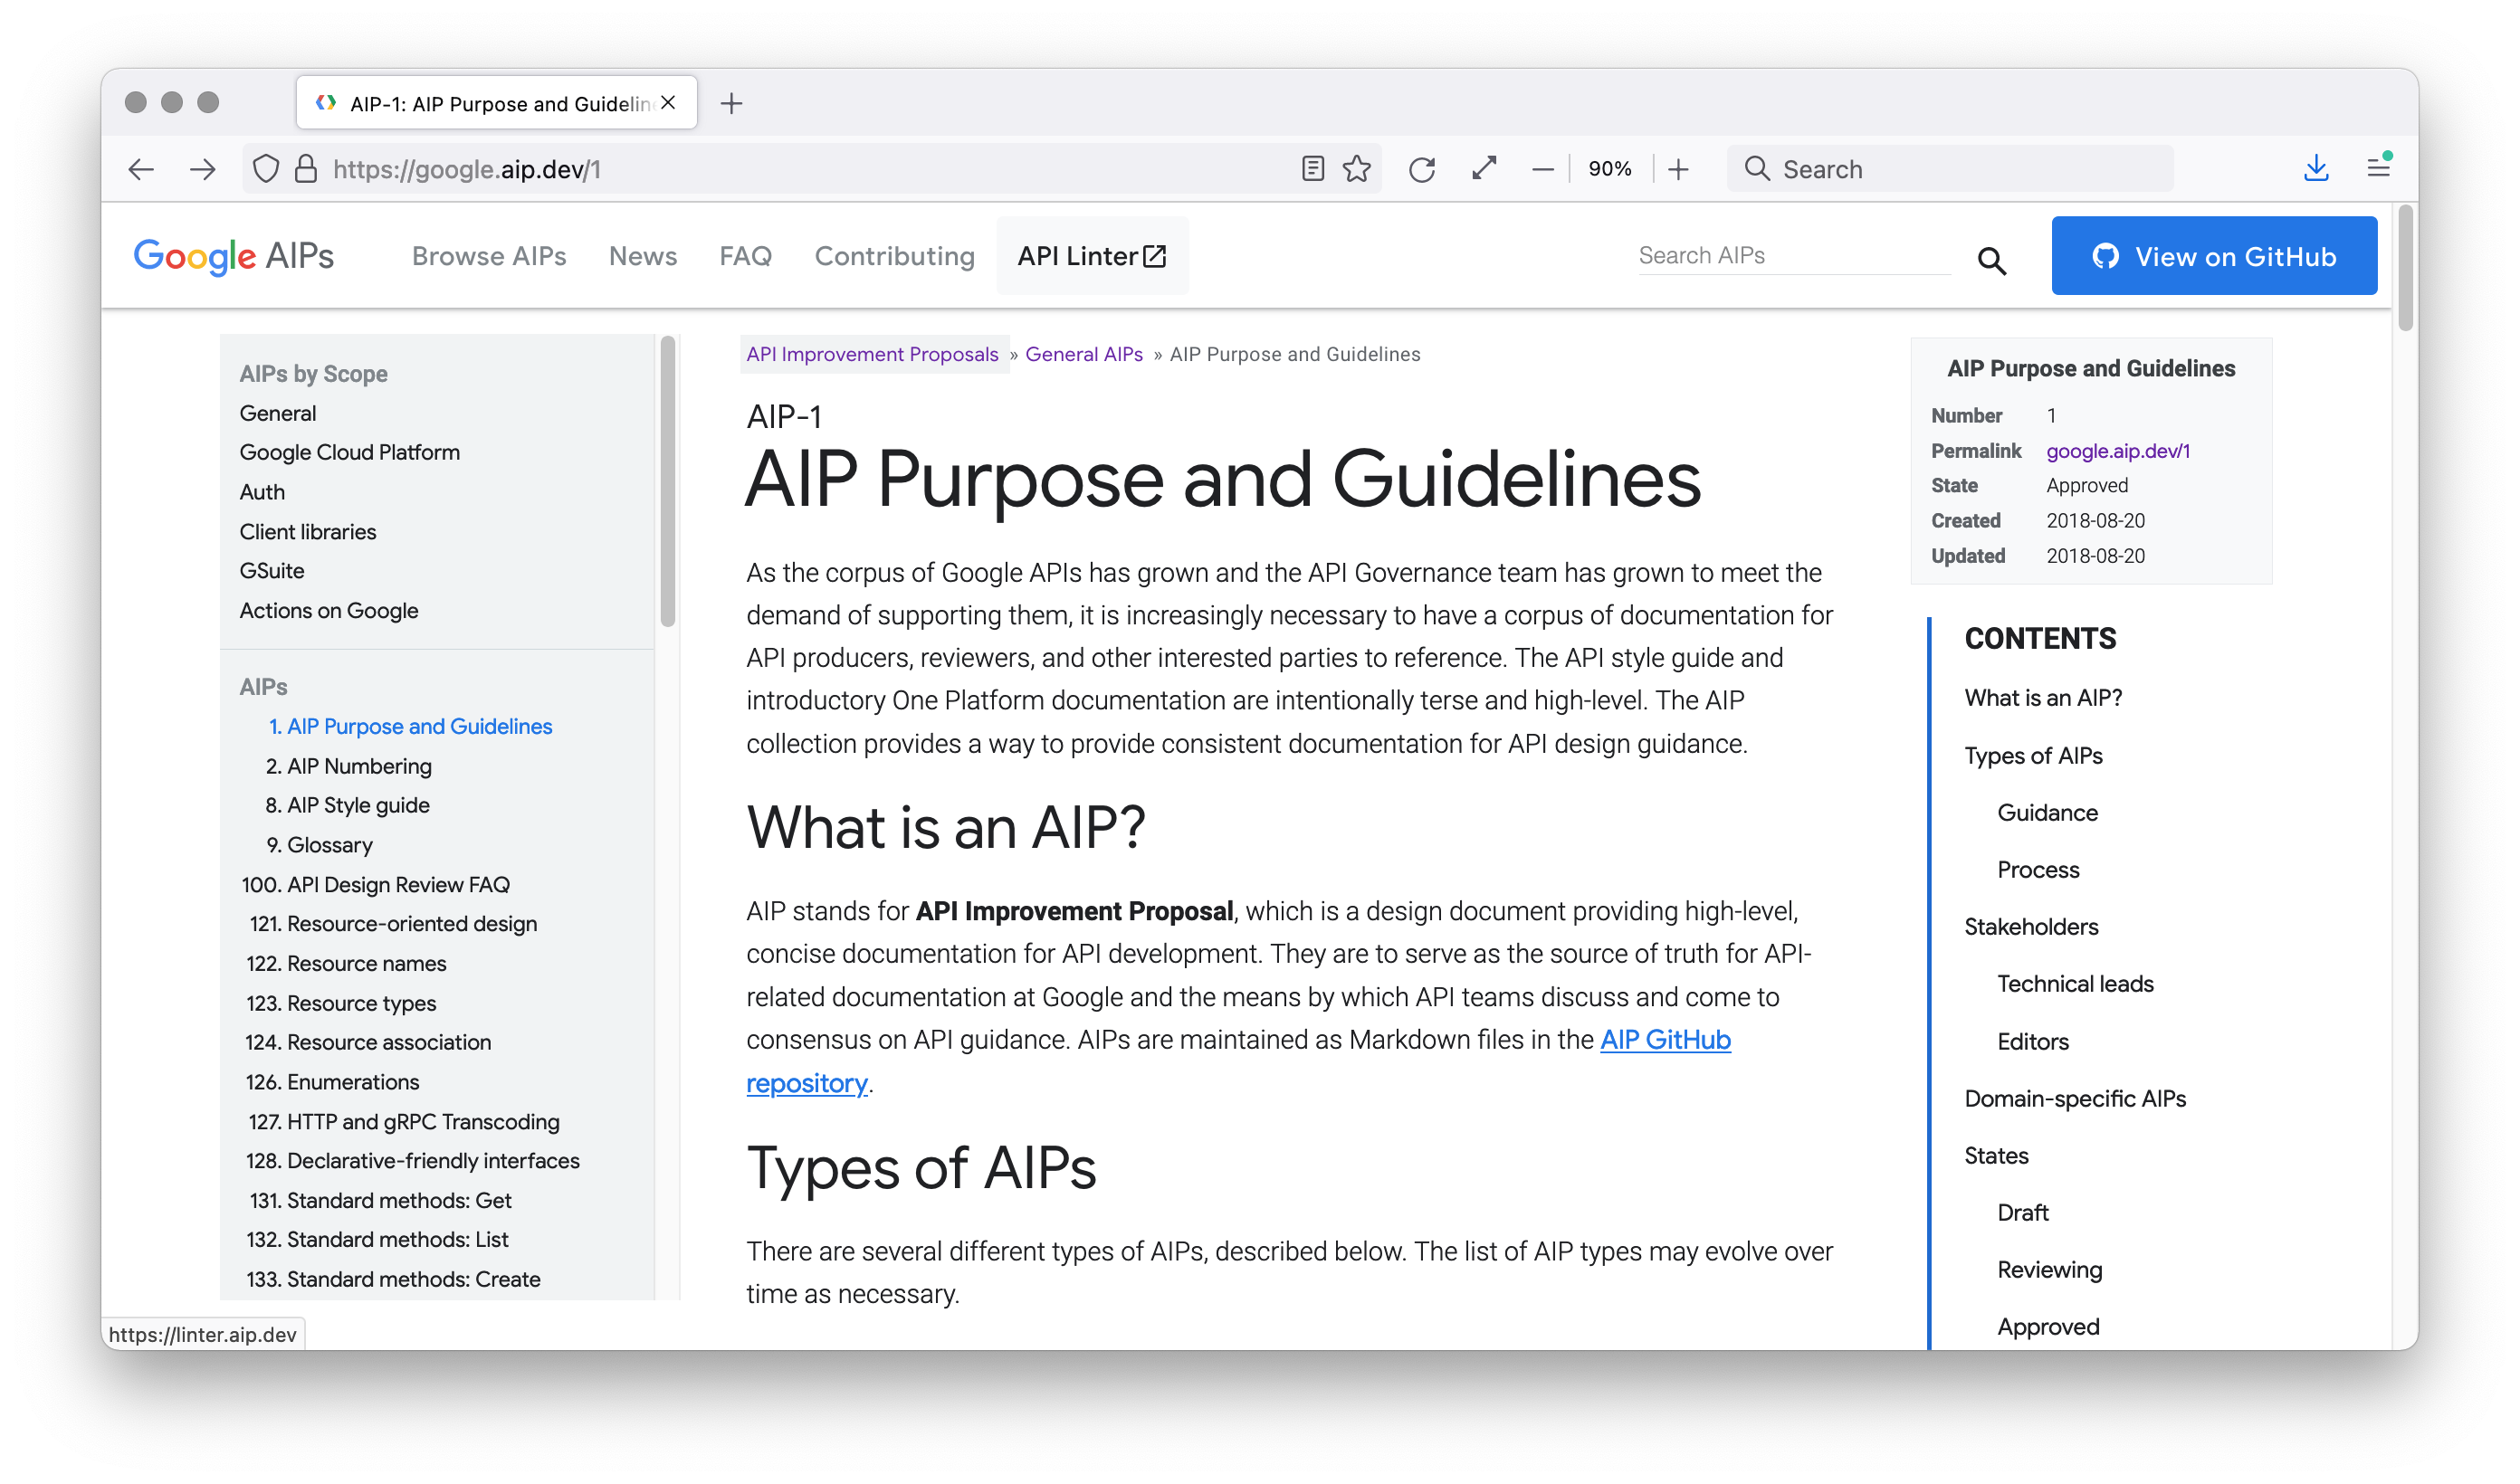 AIP-1: AIP Purpose and Guideline
https://google.aip.dev/1
90%
Search
Google AIPs
Browse AIPs
News
FAQ
Contributing
API Linter
Search AIPs
View on GitHub
AIPs by Scope
General
Google Cloud Platform
Auth
Client libraries
GSuite
Actions on Google
AIPs
1. AIP Purpose and Guidelines
2. AIP Numbering
8. AIP Style guide
9. Glossary
100. API Design Review FAQ
121. Resource-oriented design
122. Resource names
123. Resource types
124. Resource association
126. Enumerations
127. HTTP and gRPC Transcoding
128. Declarative-friendly interfaces
131. Standard methods: Get
132. Standard methods: List
133. Standard methods: Create
https://linter.aip.dev
API Improvement Proposals » General AIPs » AIP Purpose and Guidelines
AIP-1
AIP Purpose and Guidelines
As the corpus of Google APIs has grown and the API Governance team has grown to meet the
demand of supporting them, it is increasingly necessary to have a corpus of documentation for
API producers, reviewers, and other interested parties to reference. The API style guide and
introductory One Platform documentation are intentionally terse and high-level. The AIP
collection provides a way to provide consistent documentation for API design guidance.
What is an AIP?
AIP stands for API Improvement Proposal, which is a design document providing high-level,
concise documentation for API development. They are to serve as the source of truth for API-
related documentation at Google and the means by which API teams discuss and come to
consensus on API guidance. AIPs are maintained as Markdown files in the AIP GitHub
repository.
Types of AIPs
There are several different types of AIPs, described below. The list of AIP types may evolve over
time as necessary.
AIP Purpose and Guidelines
Number 1
Permalink google.aip.dev/1
State Approved
Created 2018-08-20
Updated 2018-08-20
CONTENTS
What is an AIP?
Types of AIPs
Guidance
Process
Stakeholders
Technical leads
Editors
Domain-specific AIPs
States
Draft
Reviewing
Approved